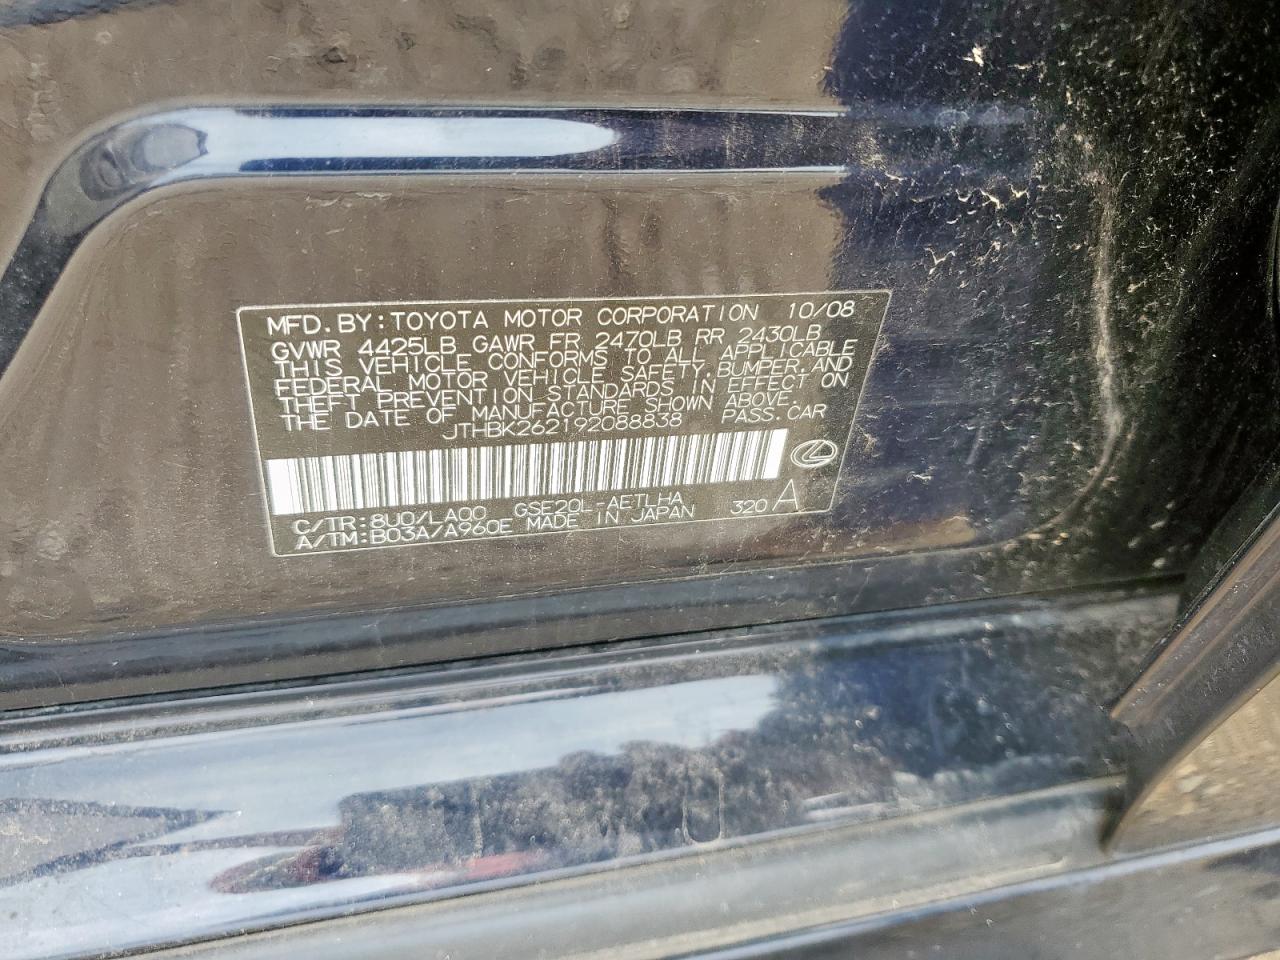 MFD. BY: TOYOTA MOTOR CORPORATION 10/08
GVWR 4425LB GAWR FR 2470LB RR 2430LB
THIS VEHICLE CONFORMS TO ALL APPLICABLE
FEDERAL MOTOR VEHICLE SAFETY, BUMPER, AND
THEFT PREVENTION STANDARDS IN EFFECT ON
THE DATE OF MANUFACTURE SHOWN ABOVE.
JTHBK262192088838 PASS. CAR
C/TR: 8U0/LA00 GSE20L-AETLHA
A/TM: B03A/A960E MADE IN JAPAN 320 A